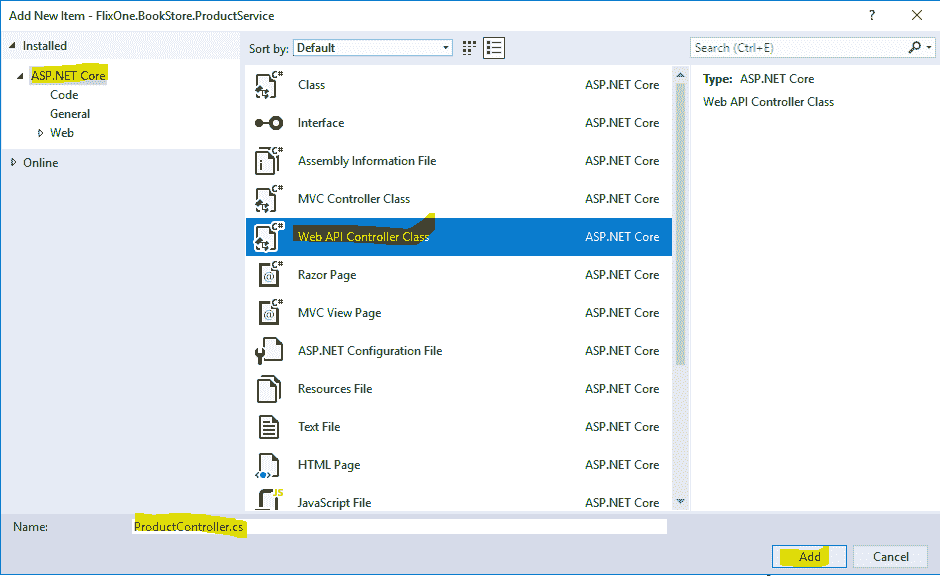 Add New Item - FlixOne.BookStore.ProductService
?
Installed
Sort by: Default
Search (Ctrl+E)
ASP.NET Core
Code
General
Web
Online
C# Class ASP.NET Core
Interface ASP.NET Core
C# Assembly Information File ASP.NET Core
C# MVC Controller Class ASP.NET Core
C# Web API Controller Class ASP.NET Core
C# Razor Page ASP.NET Core
C# MVC View Page ASP.NET Core
ASP.NET Configuration File ASP.NET Core
Resources File ASP.NET Core
Text File ASP.NET Core
HTML Page ASP.NET Core
JS JavaScript File ASP.NET Core
Type: ASP.NET Core
Web API Controller Class
Name: ProductController.cs
Add Cancel